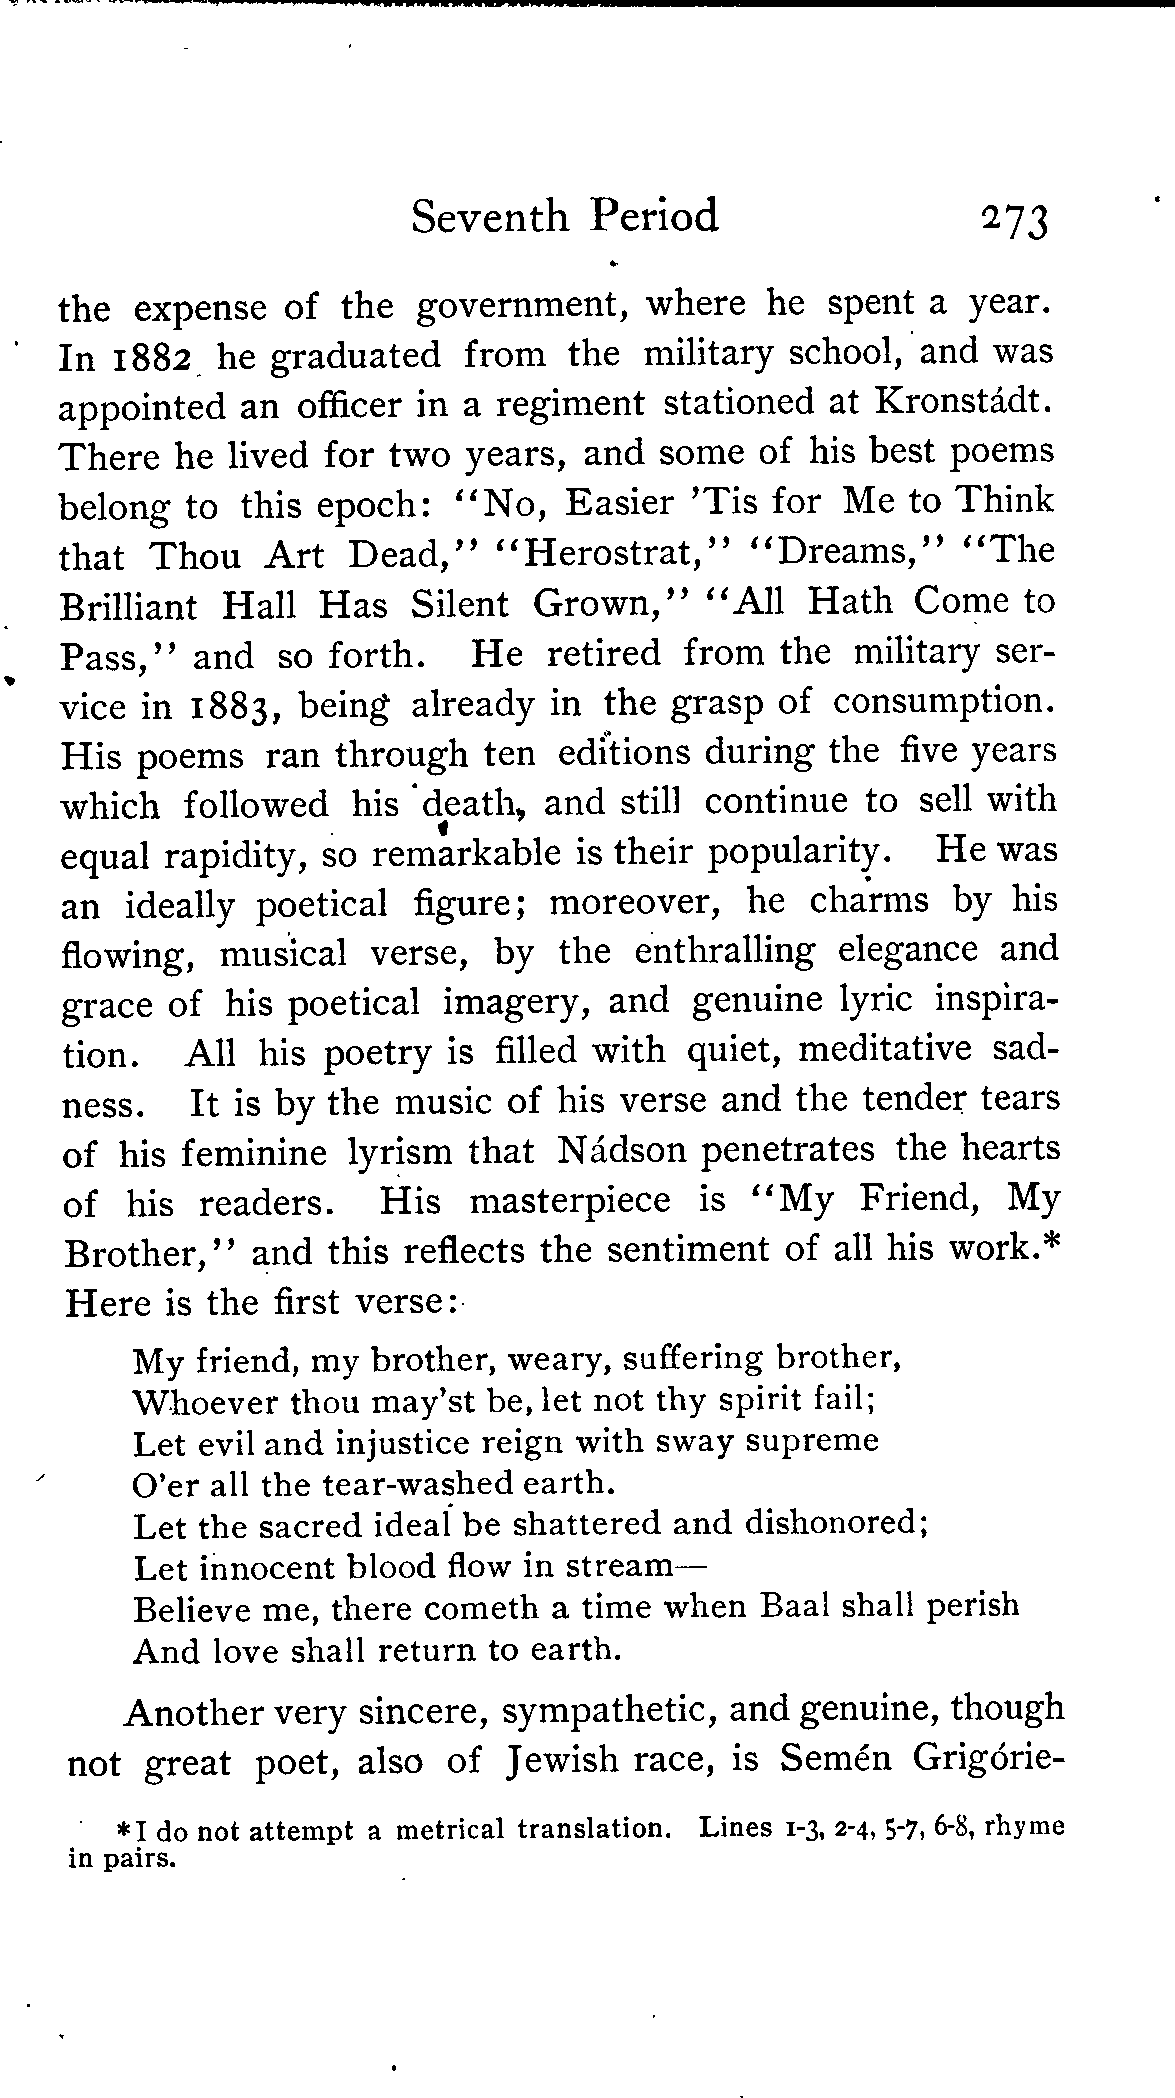 Seventh Period 273
the expense of the government, where he spent a year.
In 1882 he graduated from the military school, and was
appointed an officer in a regiment stationed at Kronstádt.
There he lived for two years, and some of his best poems
belong to this epoch: “No, Easier ’Tis for Me to Think
that Thou Art Dead,” “Herostrat,” “Dreams,” “The
Brilliant Hall Has Silent Grown,” “All Hath Come to
Pass,” and so forth. He retired from the military ser-
vice in 1883, being already in the grasp of consumption.
His poems ran through ten editions during the five years
which followed his death, and still continue to sell with
equal rapidity, so remarkable is their popularity. He was
an ideally poetical figure; moreover, he charms by his
flowing, musical verse, by the enthralling elegance and
grace of his poetical imagery, and genuine lyric inspira-
tion. All his poetry is filled with quiet, meditative sad-
ness. It is by the music of his verse and the tender tears
of his feminine lyrism that Nádson penetrates the hearts
of his readers. His masterpiece is “My Friend, My
Brother,” and this reflects the sentiment of all his work.*
Here is the first verse:
My friend, my brother, weary, suffering brother,
Whoever thou may’st be, let not thy spirit fail;
Let evil and injustice reign with sway supreme
O’er all the tear-washed earth.
Let the sacred ideal be shattered and dishonored;
Let innocent blood flow in stream—
Believe me, there cometh a time when Baal shall perish
And love shall return to earth.
Another very sincere, sympathetic, and genuine, though
not great poet, also of Jewish race, is Semén Grigórie-
*I do not attempt a metrical translation. Lines 1-3, 2-4, 5-7, 6-8, rhyme
in pairs.